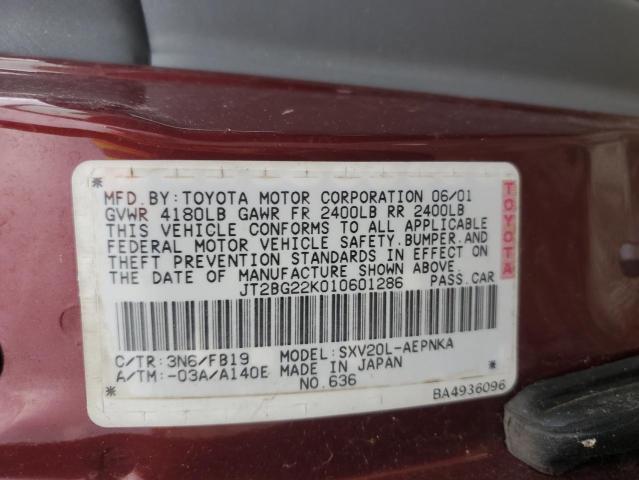 MFD.BY:TOYOTA MOTOR CORPORATION 06/01
GVWR 4180LB GAWR FR 2400LB RR 2400LB
THIS VEHICLE CONFORMS TO ALL APPLICABLE
FEDERAL MOTOR VEHICLE SAFETY,BUMPER,AND
THEFT PREVENTION STANDARDS IN EFFECT ON
THE DATE OF MANUFACTURE SHOWN ABOVE.
JT2BG22K010601286 PASS.CAR
C/TR:3N6/FB19 MODEL:SXV20L-AEPNKA
A/TM:-03A/A140E MADE IN JAPAN
NO.636
BA4936096
TOYOTA